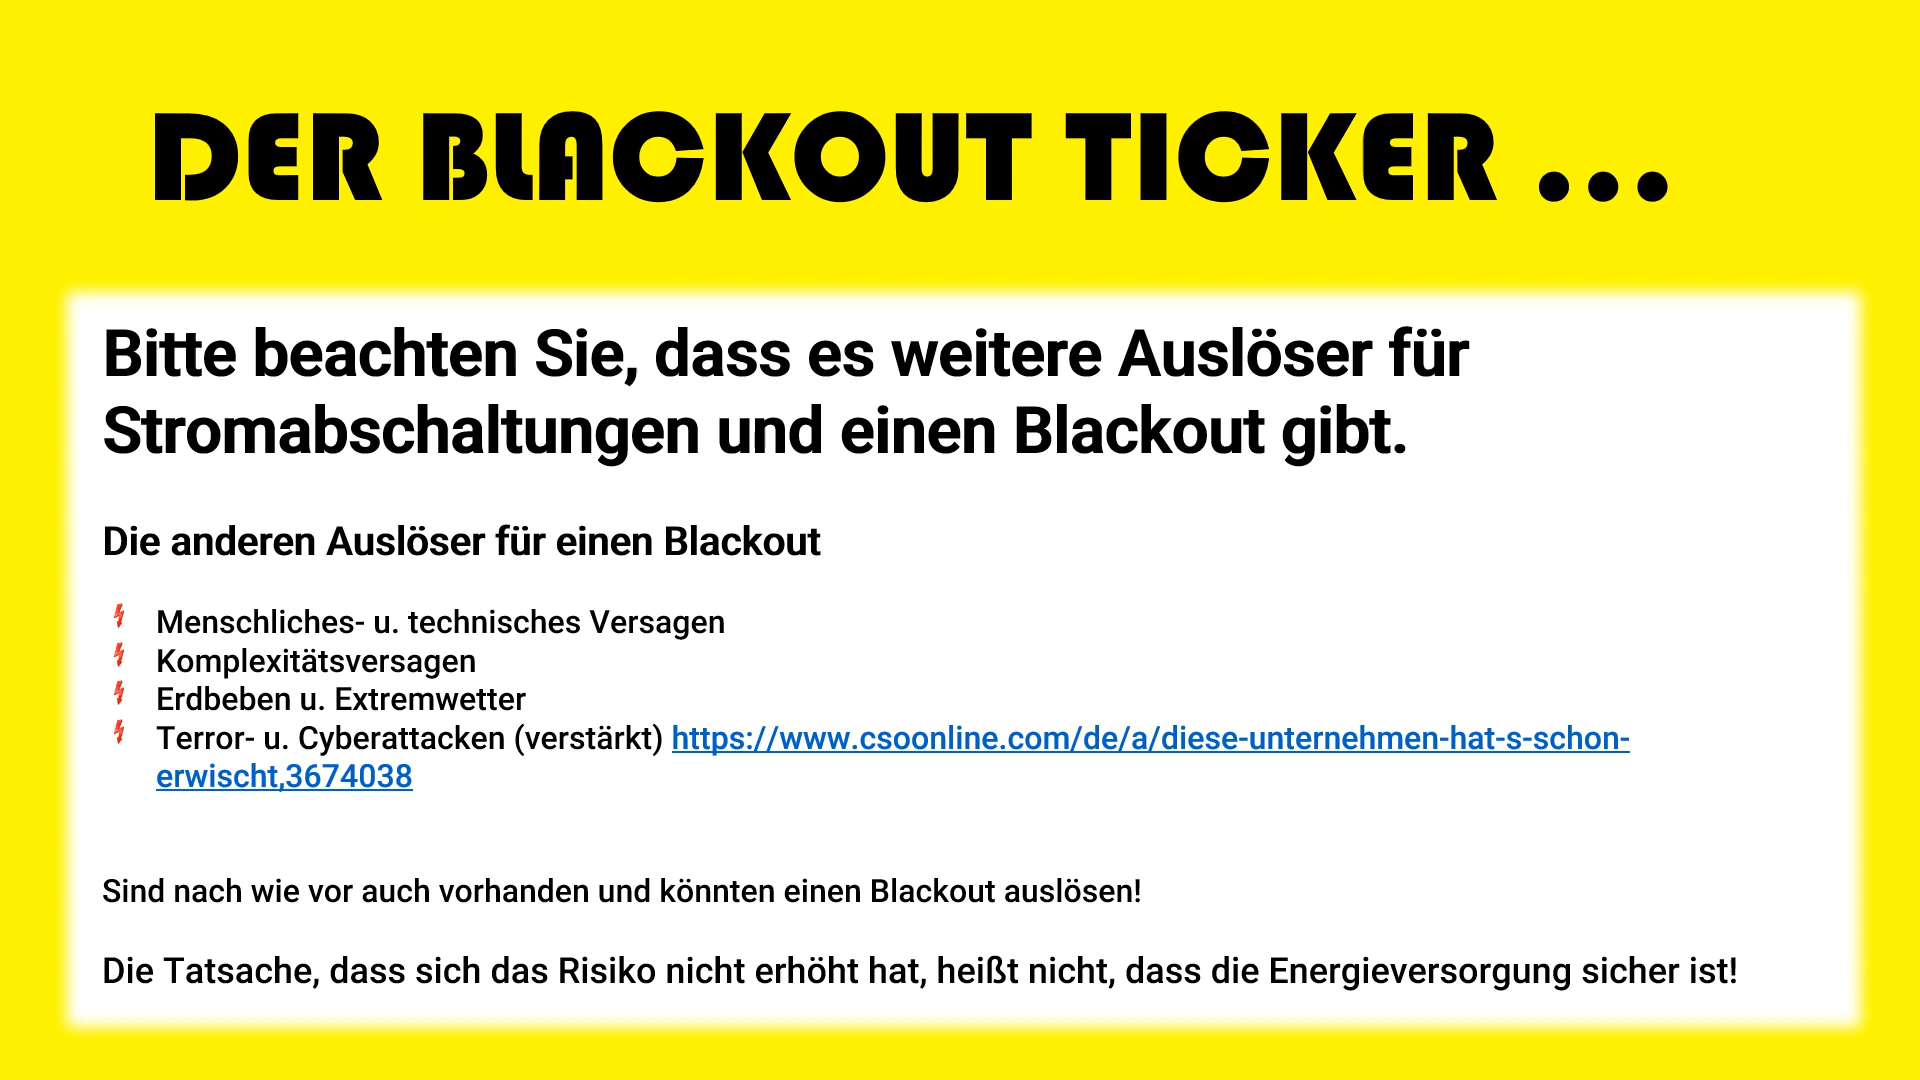 DER BLACKOUT TICKER ...
Bitte beachten Sie, dass es weitere Auslöser für
Stromabschaltungen und einen Blackout gibt.
Die anderen Auslöser für einen Blackout
Menschliches- u. technisches Versagen
Komplexitätsversagen
Erdbeben u. Extremwetter
Terror- u. Cyberattacken (verstärkt) https://www.csoonline.com/de/a/diese-unternehmen-hat-s-schon-
erwischt,3674038
Sind nach wie vor auch vorhanden und könnten einen Blackout auslösen!
Die Tatsache, dass sich das Risiko nicht erhöht hat, heißt nicht, dass die Energieversorgung sicher ist!